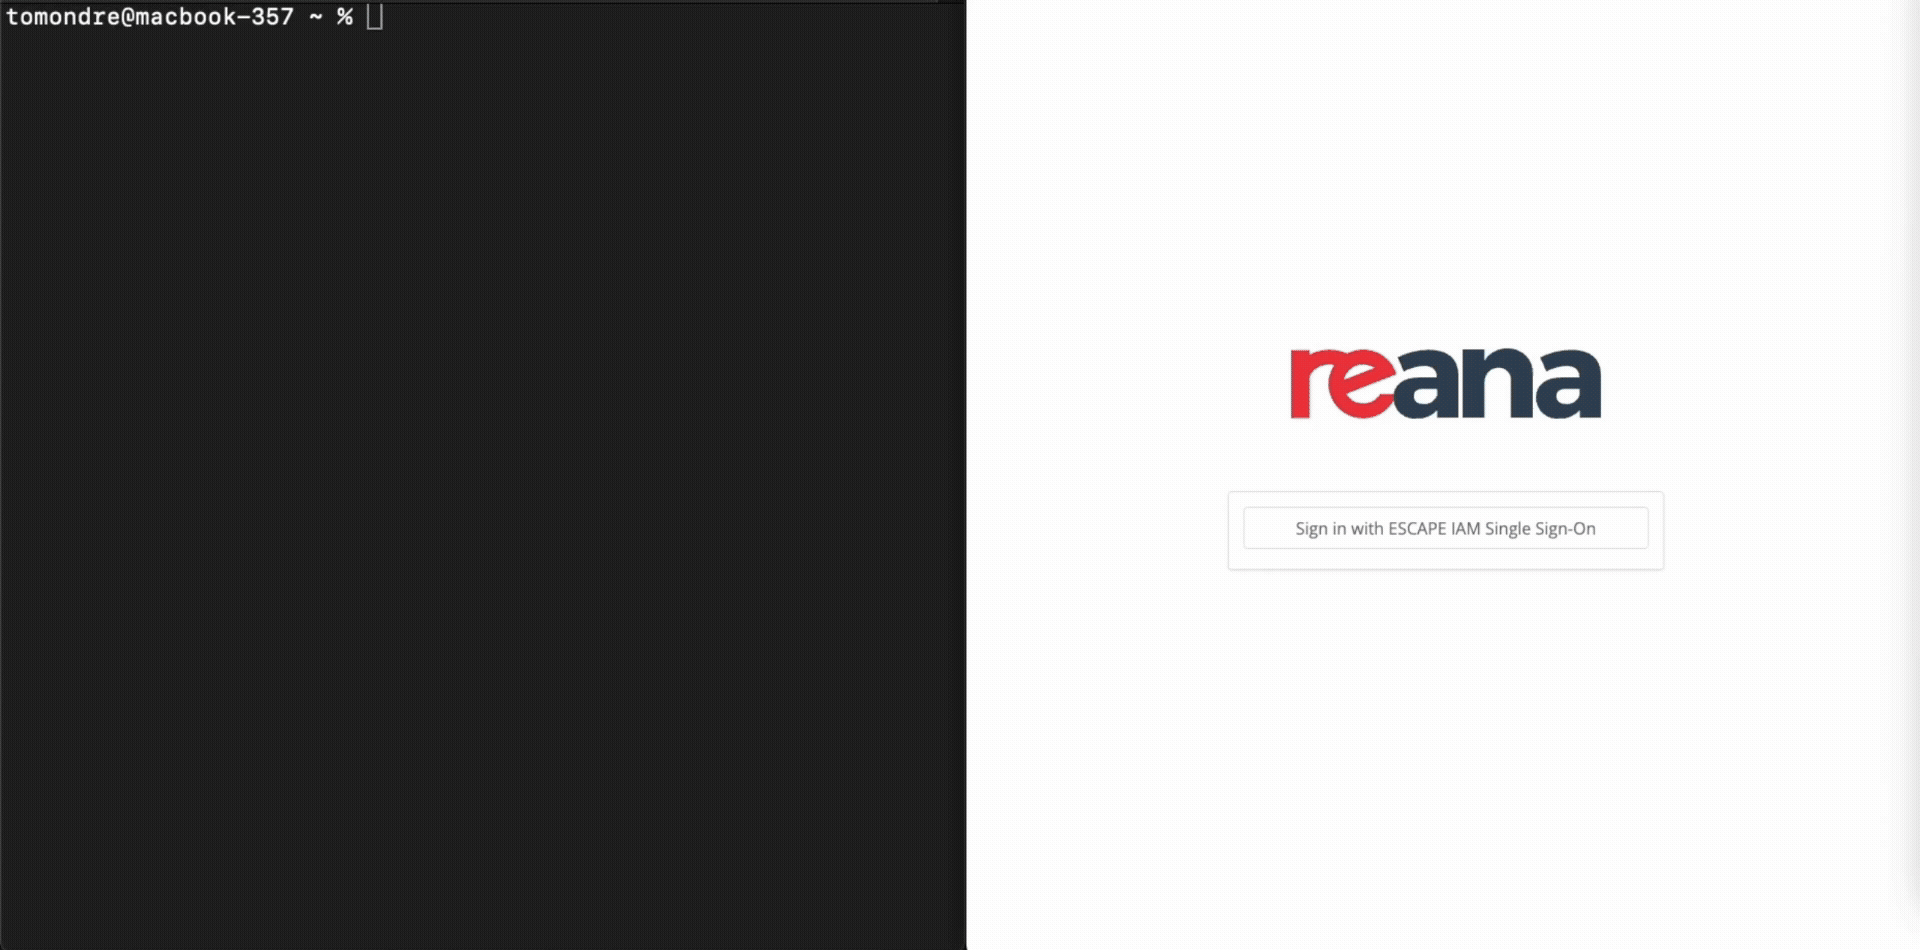 tomondre@macbook-357 ~ %
reana
Sign in with ESCAPE IAM Single Sign-On